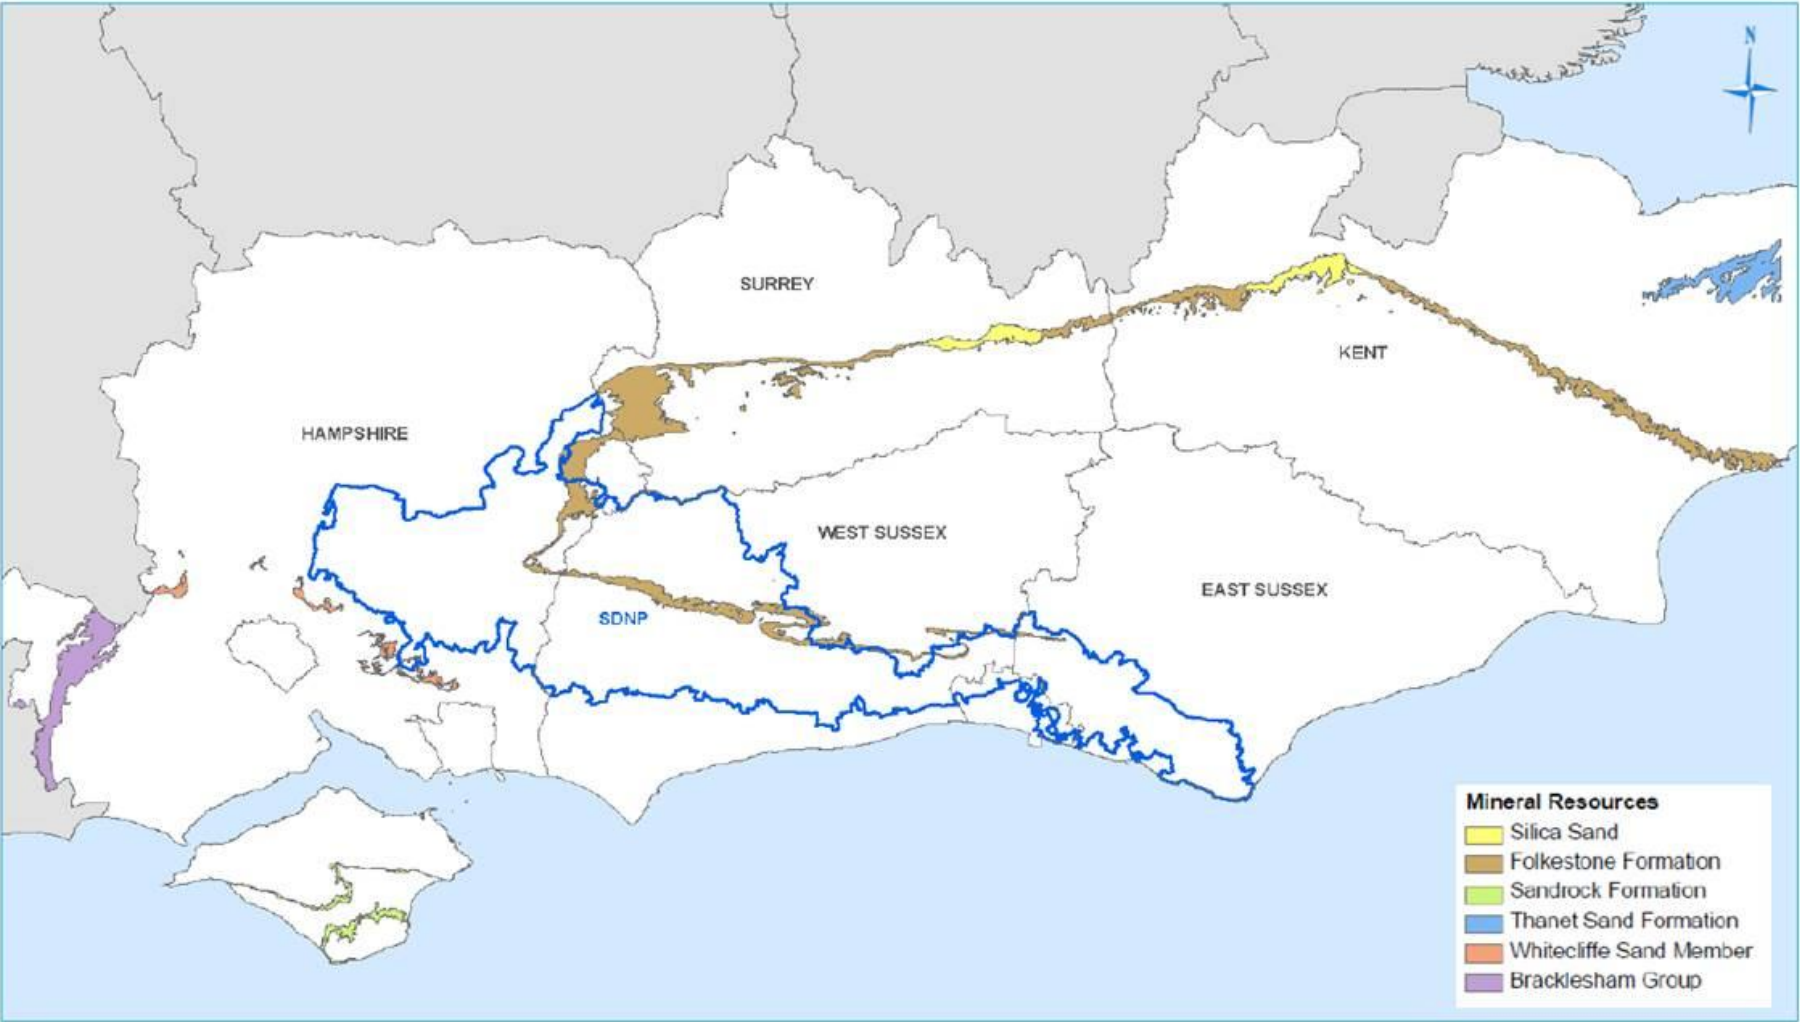 N
SURREY
KENT
HAMPSHIRE
WEST SUSSEX
EAST SUSSEX
SDNP
Mineral Resources
Silica Sand
Folkestone Formation
Sandrock Formation
Thanet Sand Formation
Whitecliffe Sand Member
Bracklesham Group